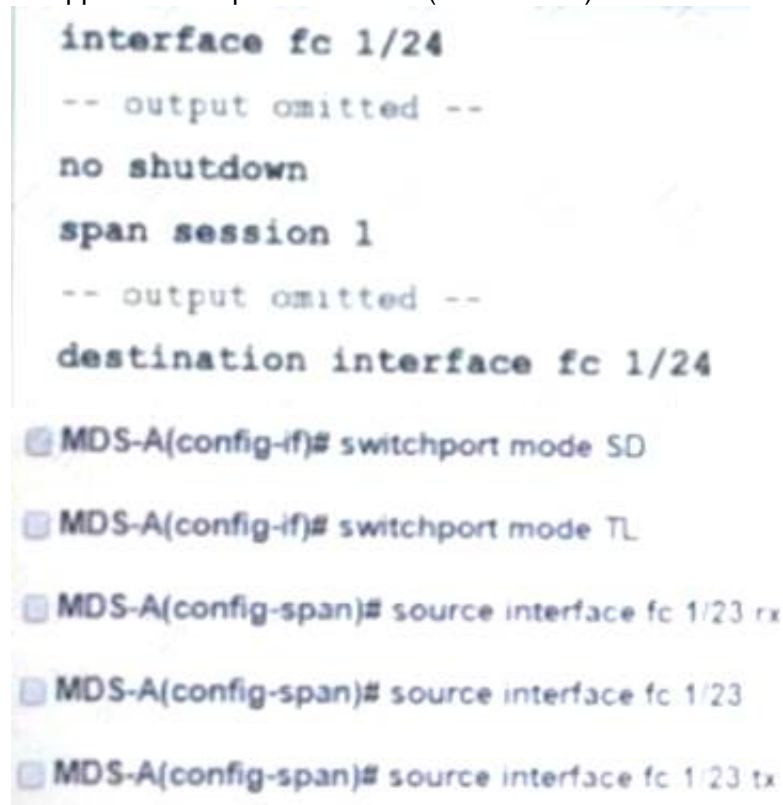 interface fc 1/24
-- output omitted --
no shutdown
span session 1
-- output omitted --
destination interface fc 1/24
MDS-A(config-if)# switchport mode SD
MDS-A(config-if)# switchport mode TL
MDS-A(config-span)# source interface fc 1/23 rx
MDS-A(config-span)# source interface fc 1/23
MDS-A(config-span)# source interface fc 1/23 tx